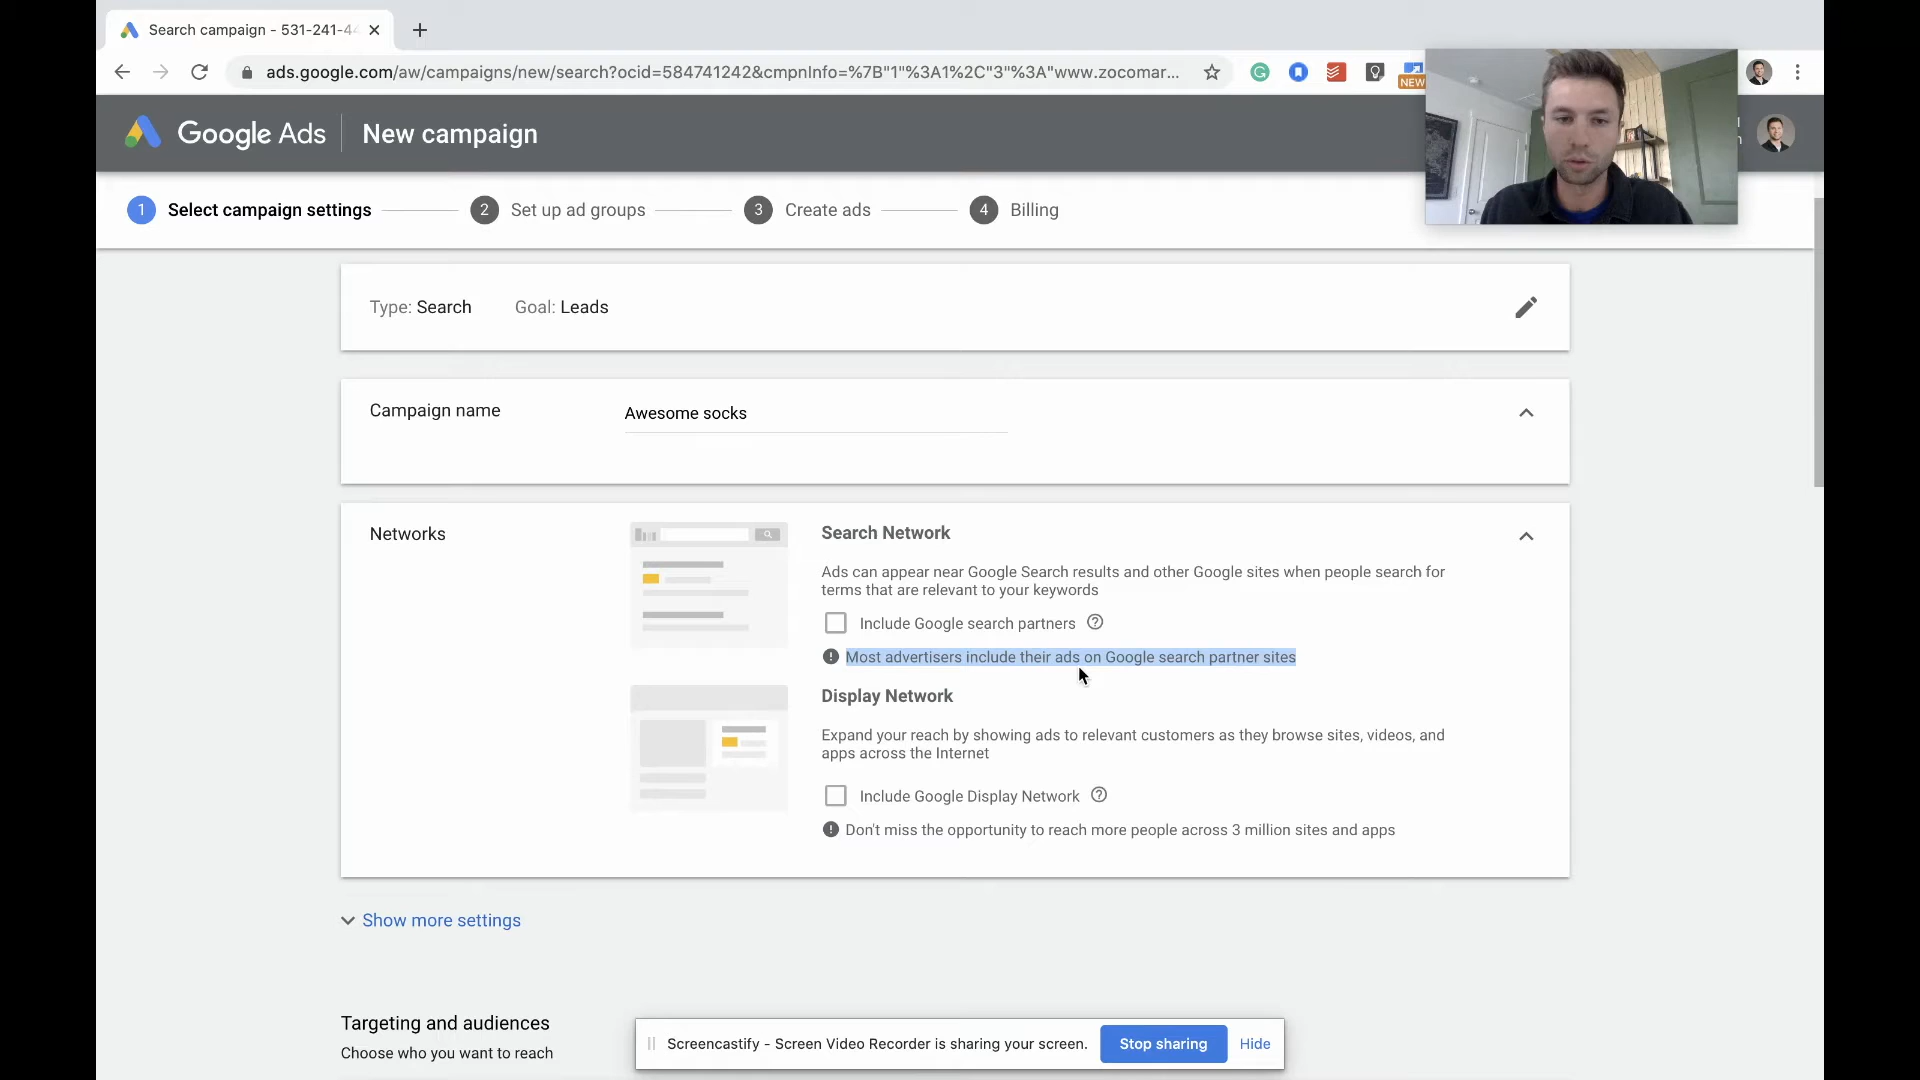 Search campaign - 531-241-44
ads.google.com/aw/campaigns/new/search?ocid=584741242&cmpnInfo=%7B"1"%3A1%2C"3"%3A"www.zocomar...
NEW
Google Ads
New campaign
1 Select campaign settings
2 Set up ad groups
3 Create ads
4 Billing
Type: Search
Goal: Leads
Campaign name
Awesome socks
Networks
Search Network
Ads can appear near Google Search results and other Google sites when people search for
terms that are relevant to your keywords
Include Google search partners
Most advertisers include their ads on Google search partner sites
Display Network
Expand your reach by showing ads to relevant customers as they browse sites, videos, and
apps across the Internet
Include Google Display Network
Don't miss the opportunity to reach more people across 3 million sites and apps
Show more settings
Targeting and audiences
Choose who you want to reach
Screencastify - Screen Video Recorder is sharing your screen.
Stop sharing
Hide